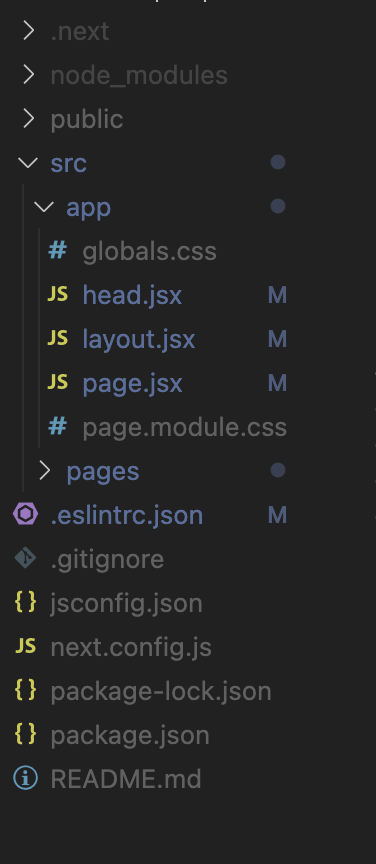 .next
node_modules
public
src
app
# globals.css
JS head.jsx M
JS layout.jsx M
JS page.jsx M
# page.module.css
pages
.eslintrc.json M
.gitignore
{} jsconfig.json
JS next.config.js
{} package-lock.json
{} package.json
README.md